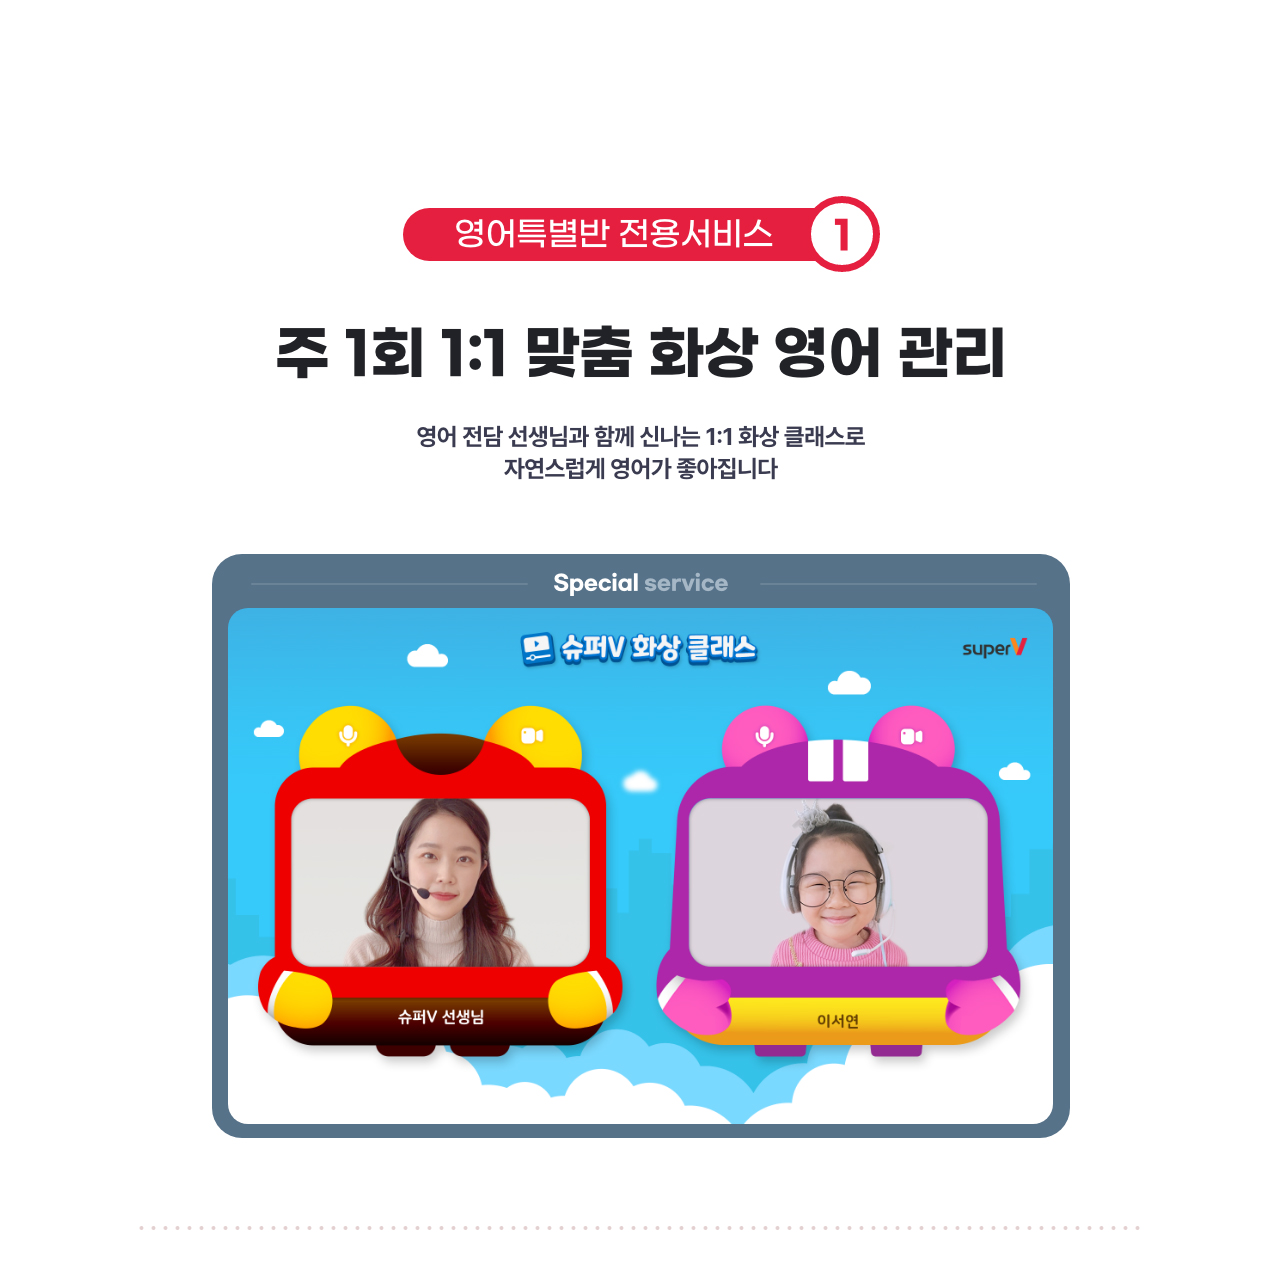 영어특별반 전용서비스 1
주 1회 1:1 맞춤 화상 영어 관리
영어 전담 선생님과 함께 신나는 1:1 화상 클래스로
자연스럽게 영어가 좋아집니다
Special service
슈퍼V 화상 클래스
superV
슈퍼V 선생님
이서연